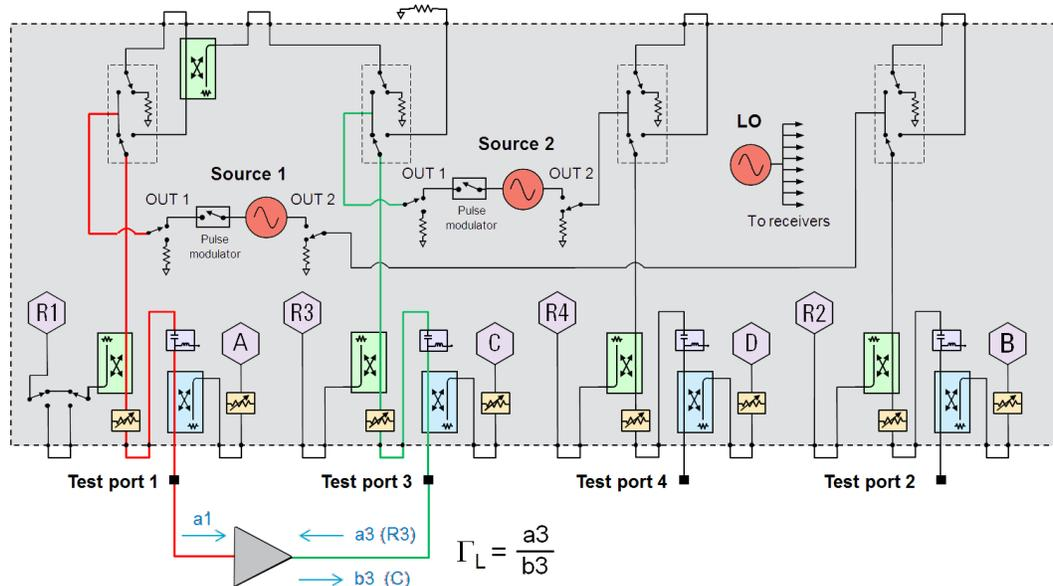 Source 1
OUT 1
OUT 2
Pulse
modulator
Source 2
OUT 1
OUT 2
Pulse
modulator
LO
To receivers
R1
A
R3
C
R4
D
R2
B
Test port 1
Test port 3
Test port 4
Test port 2
a1
a3 (R3)
b3 (C)
Γ_L = a3
b3